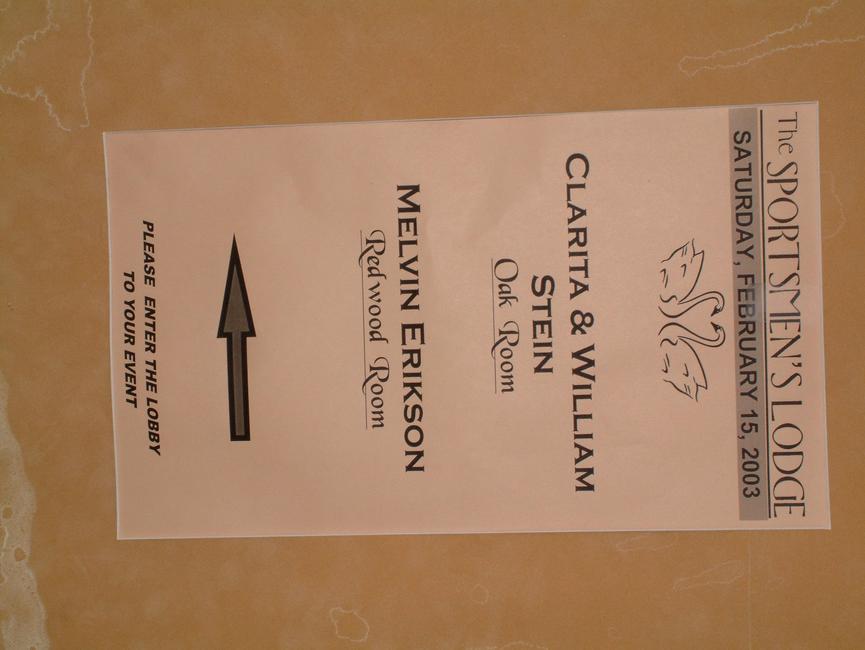 The SPORTSMEN'S LODGE
SATURDAY, FEBRUARY 15, 2003
CLARITA & WILLIAM
STEIN
Oak Room
MELVIN ERIKSON
Redwood Room
PLEASE ENTER THE LOBBY
TO YOUR EVENT